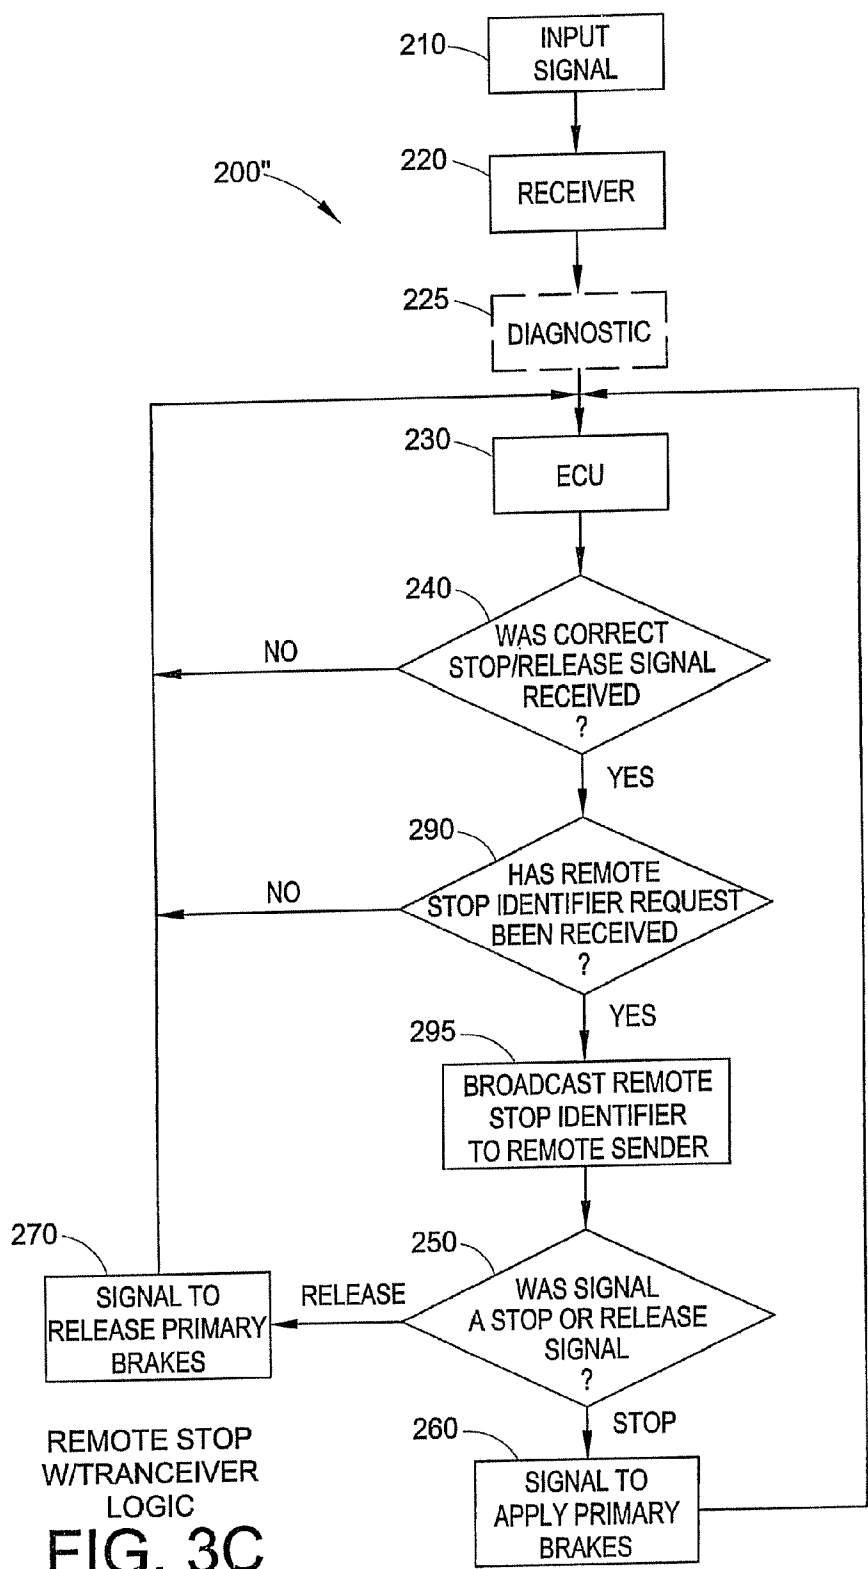 210
INPUT
SIGNAL
200"
220
RECEIVER
225
DIAGNOSTIC
230
ECU
240
WAS CORRECT
STOP/RELEASE SIGNAL
RECEIVED
?
NO
YES
290
HAS REMOTE
STOP IDENTIFIER REQUEST
BEEN RECEIVED
?
NO
YES
295
BROADCAST REMOTE
STOP IDENTIFIER
TO REMOTE SENDER
270
SIGNAL TO
RELEASE PRIMARY
BRAKES
RELEASE
250
WAS SIGNAL
A STOP OR RELEASE
SIGNAL
?
STOP
260
SIGNAL TO
APPLY PRIMARY
BRAKES
REMOTE STOP
W/TRANCEIVER
LOGIC
FIG. 3C